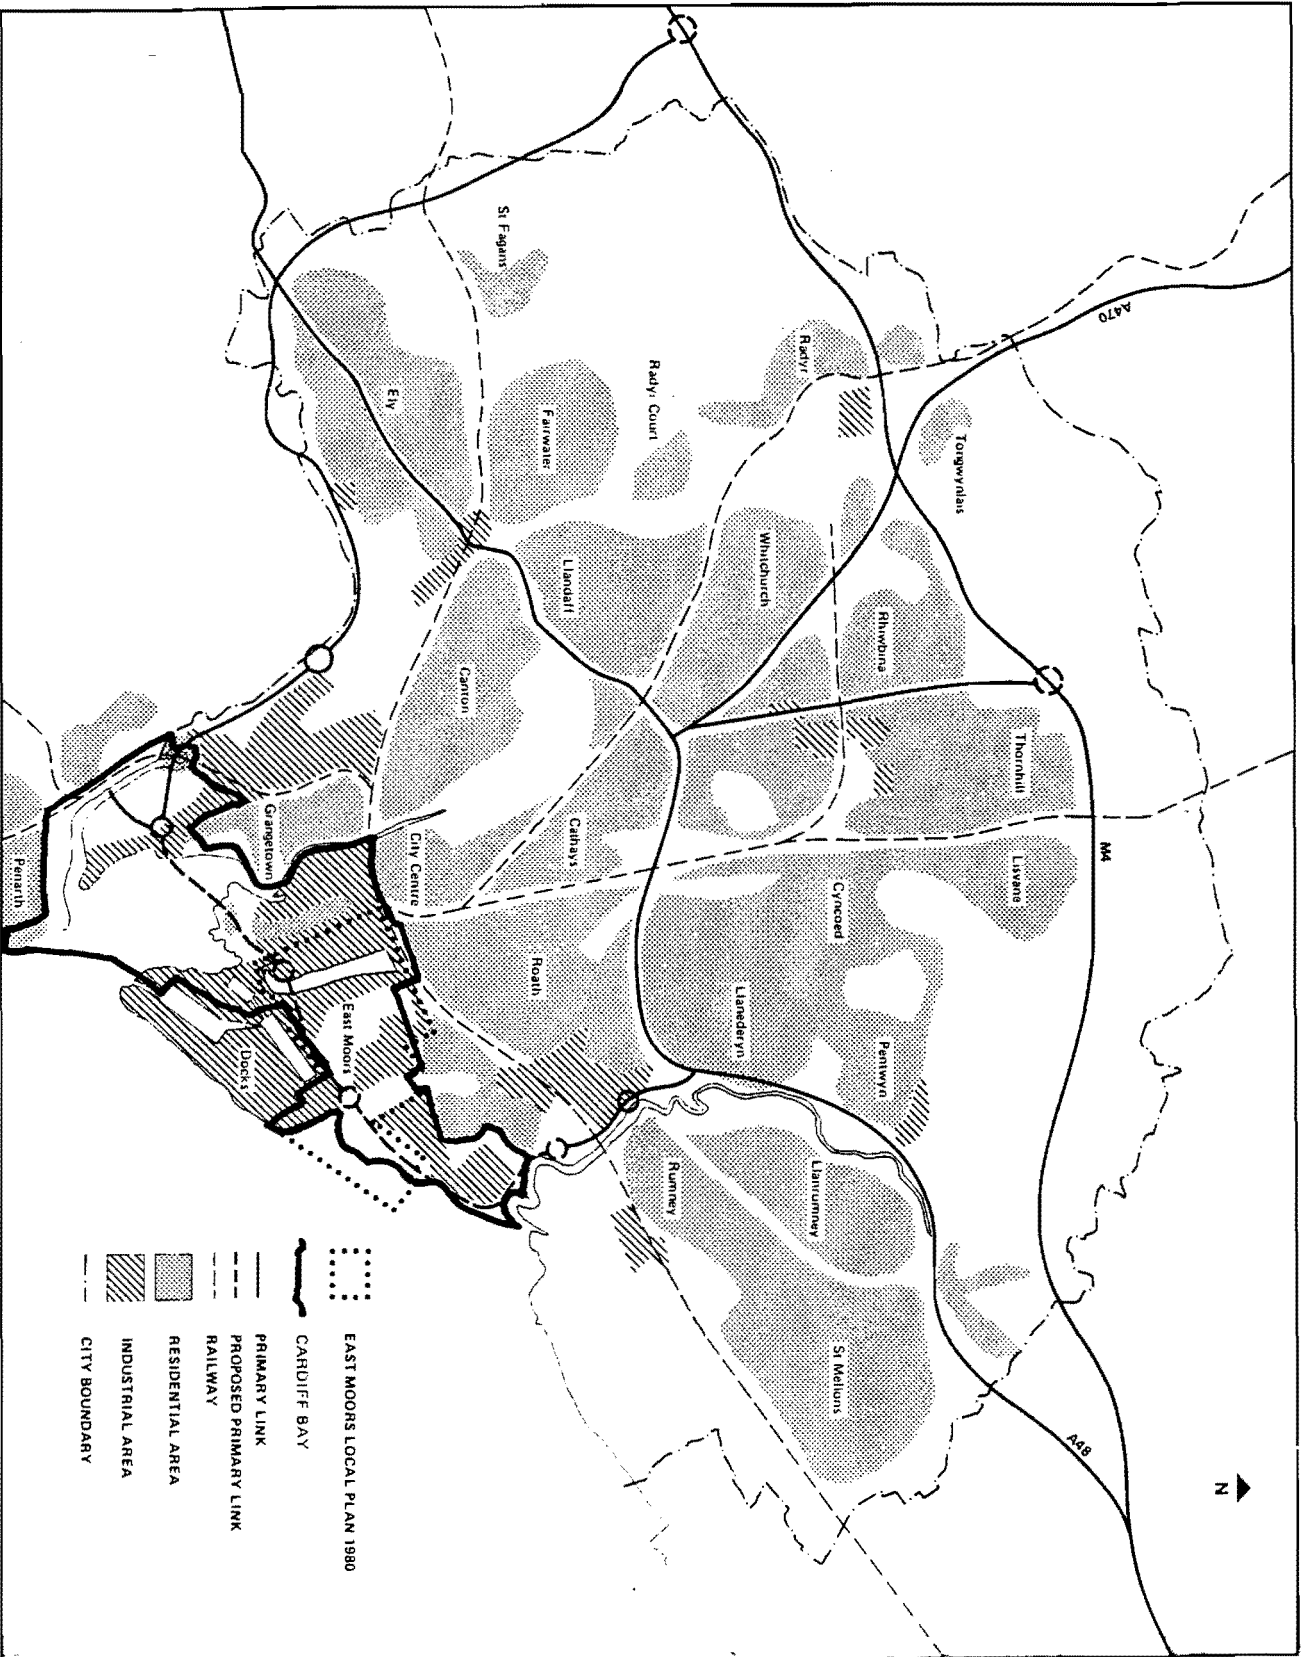 A470
St Fagans
Radyr
Tongwynlais
Radyr Court
Ely
Fairwater
M4
Thornhill
Lisvane
Rhiwbina
Whitchurch
Llandaff
Cyncoed
Pentwyn
Canton
Cathays
Llanederyn
City Centre
Roath
Llanrumney
Rumney
St Mellons
A48
N
Grangetown
East Moors
Docks
Penarth
EAST MOORS LOCAL PLAN 1980
CARDIFF BAY
PRIMARY LINK
PROPOSED PRIMARY LINK
RAILWAY
RESIDENTIAL AREA
INDUSTRIAL AREA
CITY BOUNDARY